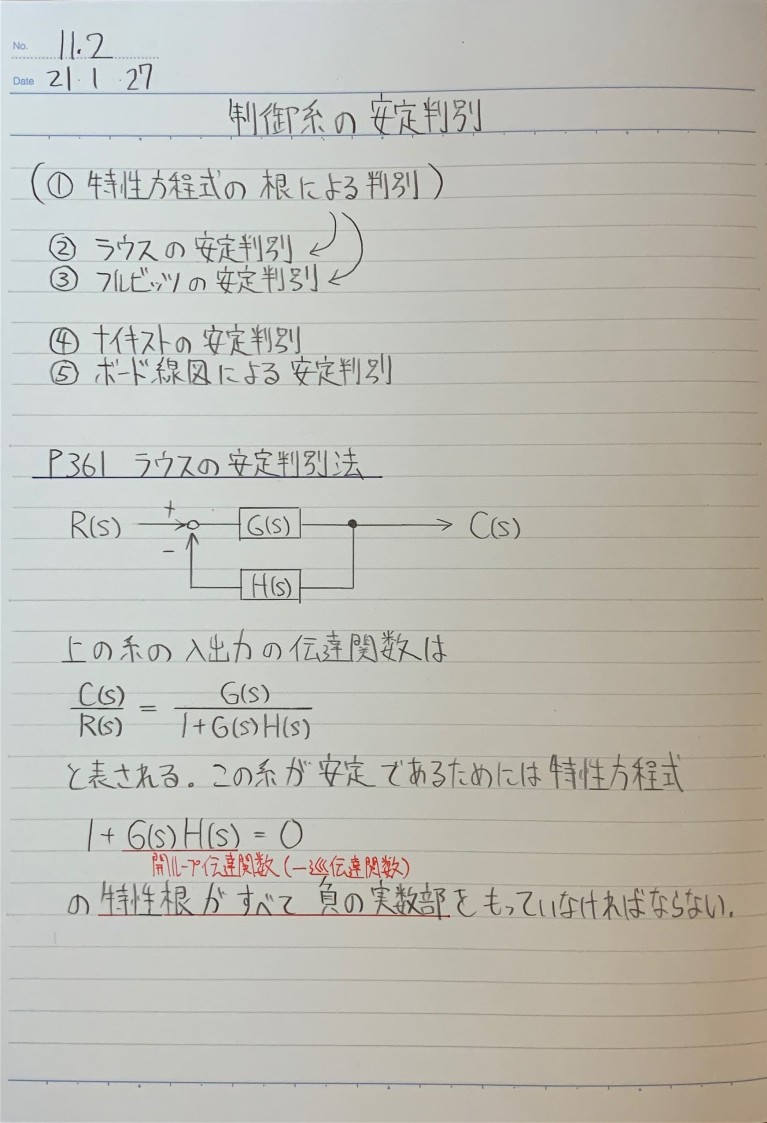 No. 11.2
Date 21・1・27
制御系の安定判別
(① 特性方程式の根による判別)
② ラウスの安定判別
③ フルビッツの安定判別
④ ナイキストの安定判別
⑤ ボード線図による安定判別
P361 ラウスの安定判別法
R(s) + - G(s) C(s)
H(s)
上の系の入出力の伝達関数は
C(s)/R(s) = G(s)/1+G(s)H(s)
と表される。この系が安定であるためには特性方程式
1+G(s)H(s)=0
開ループ伝達関数(一巡伝達関数)
の特性根がすべて負の実数部をもっていなければならない.